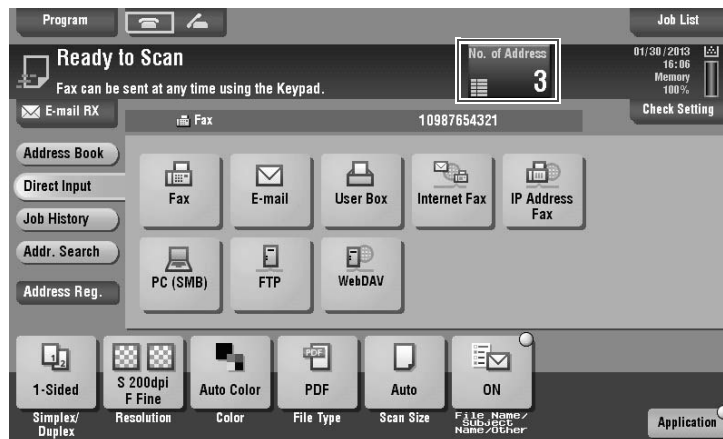 Program
Job List
Ready to Scan
Fax can be sent at any time using the Keypad.
No. of Address
3
01/30/2013
16:06
Memory
100%
E-mail RX
Fax
10987654321
Check Setting
Address Book
Direct Input
Job History
Addr. Search
Address Reg.
Fax
E-mail
User Box
Internet Fax
IP Address
Fax
PC (SMB)
FTP
WebDAV
1-Sided
S 200dpi
F Fine
Auto Color
PDF
PDF
Auto
ON
Simplex/
Duplex
Resolution
Color
File Type
Scan Size
File Name/
Subject
Name/Other
Application